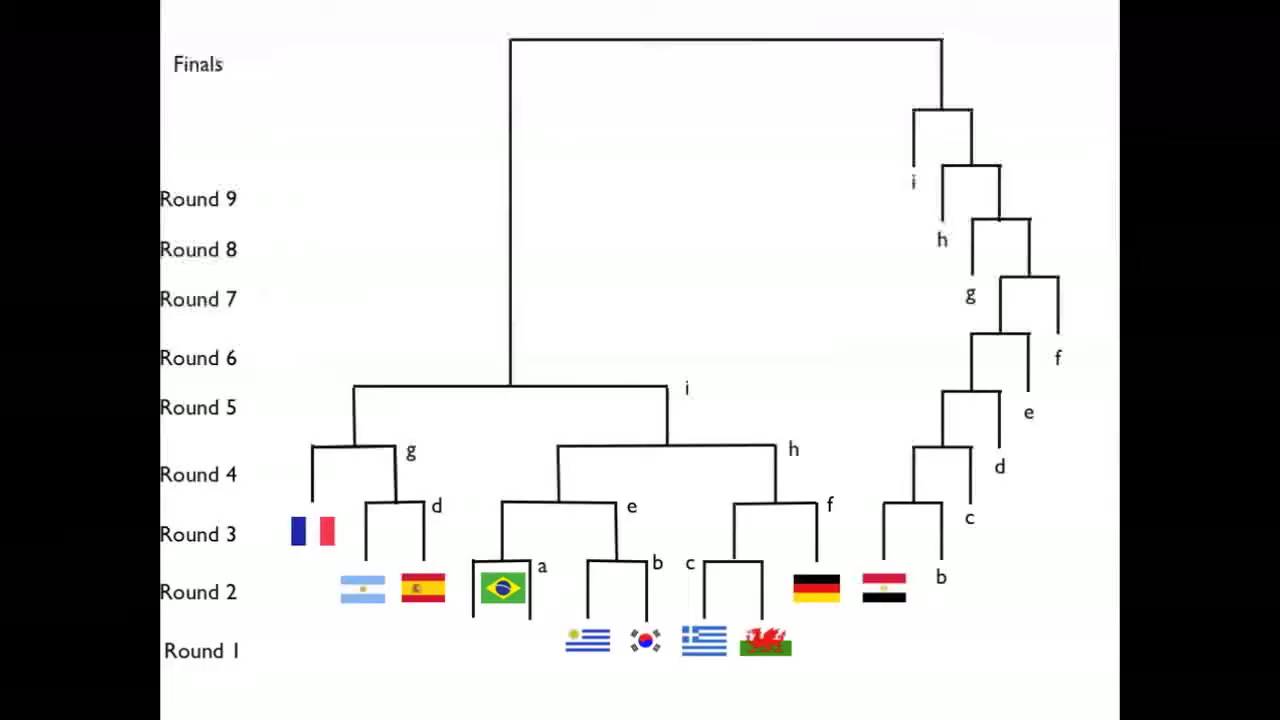 Finals
i
Round 9
h
Round 8
g
Round 7
f
Round 6
i
Round 5
e
g
h
d
Round 4
d
e
f
c
Round 3
a
b
c
b
Round 2
Round 1